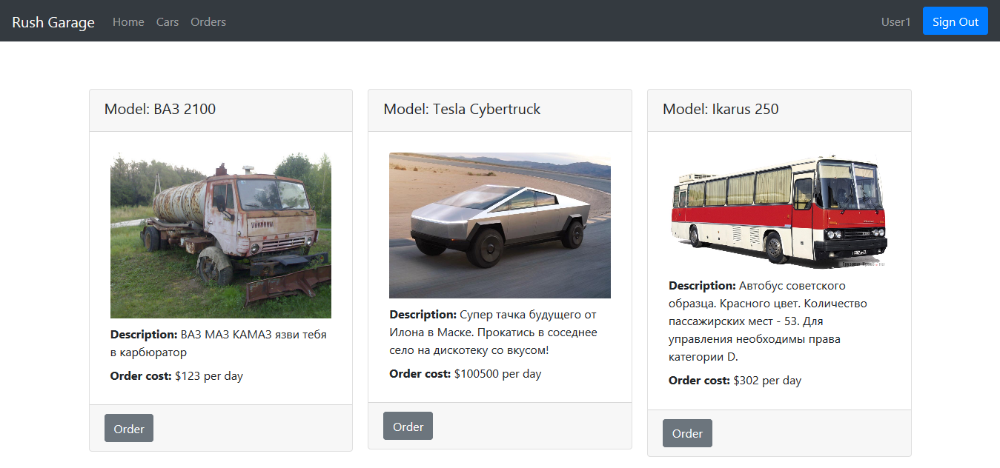 Rush Garage Home Cars Orders User1 Sign Out
Model: ВАЗ 2100
Description: ВАЗ МАЗ КАМАЗ язви тебя
в карбюратор
Order cost: $123 per day
Order
Model: Tesla Cybertruck
Description: Супер тачка будущего от
Илона в Маске. Прокатись в соседнее
село на дискотеку со вкусом!
Order cost: $100500 per day
Order
Model: Ikarus 250
Description: Автобус советского
образца. Красного цвет. Количество
пассажирских мест - 53. Для
управления необходимы права
категории D.
Order cost: $302 per day
Order